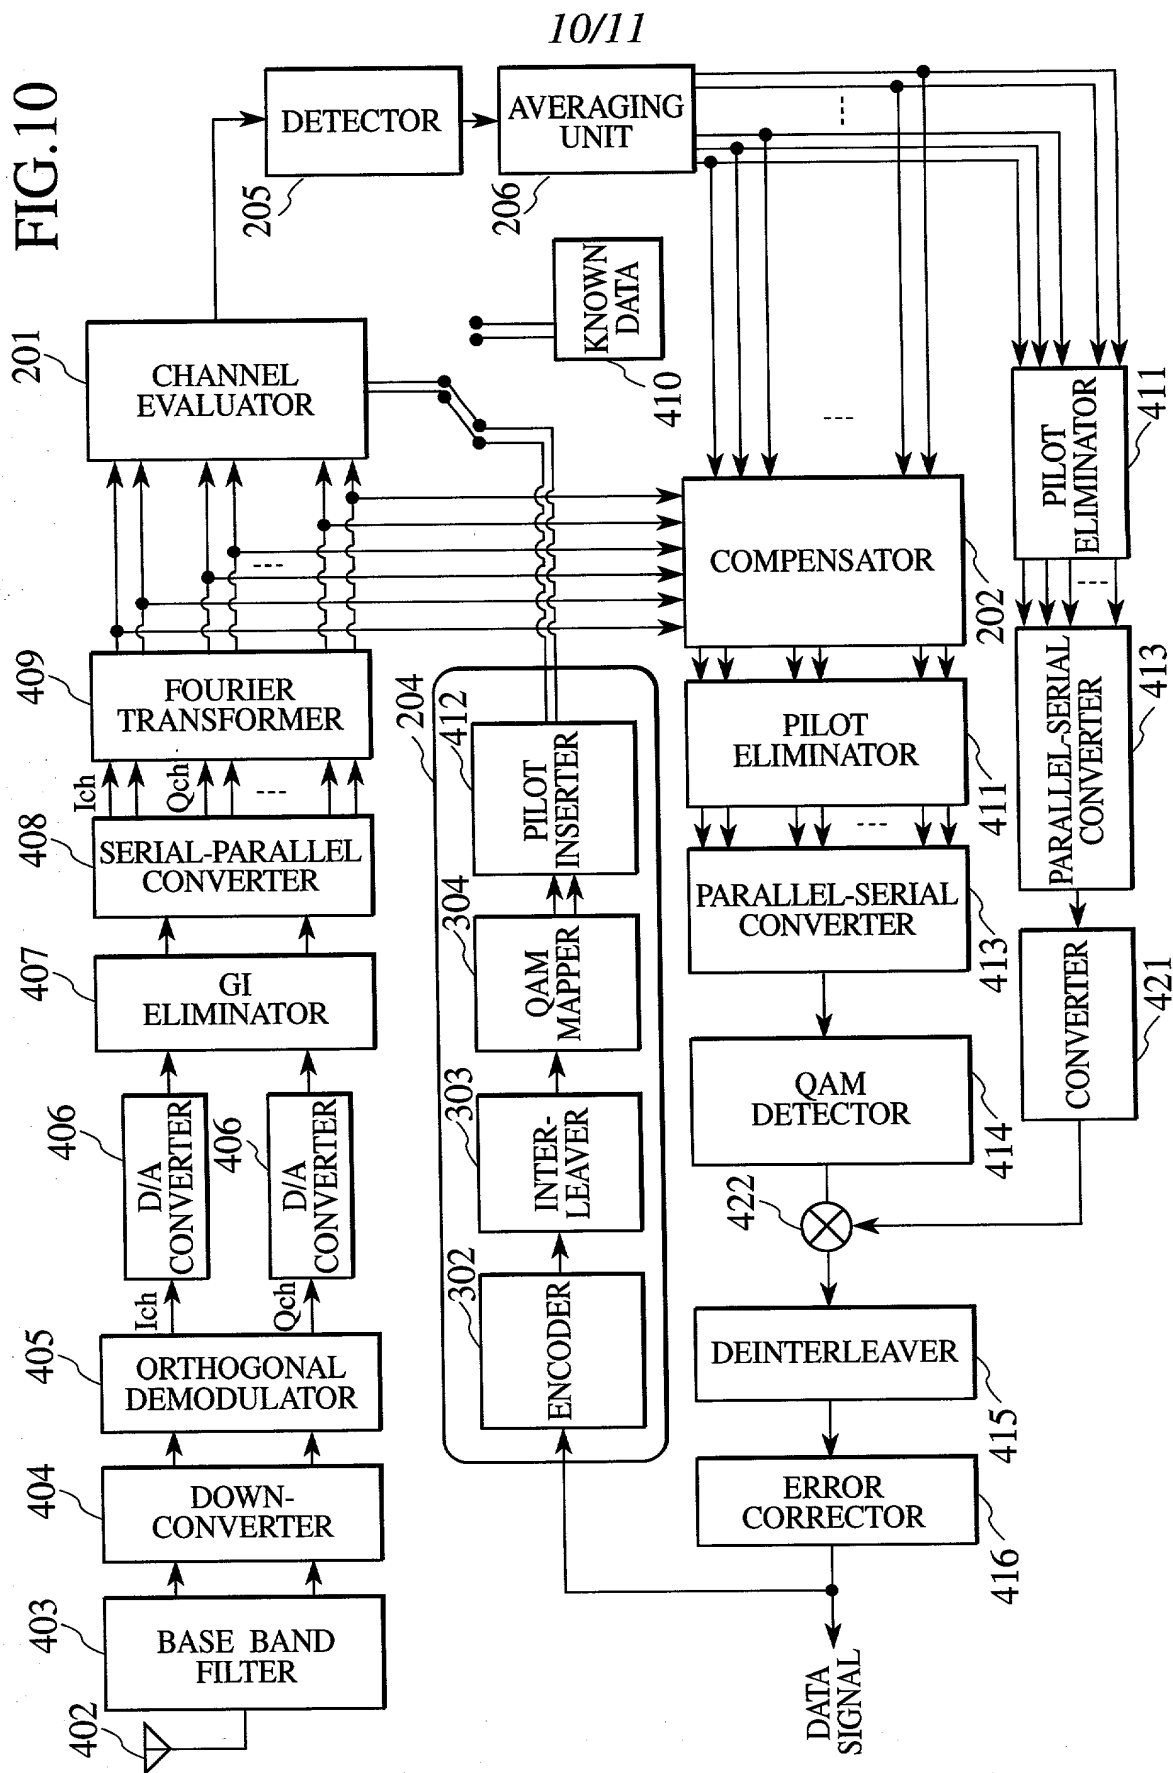 10/11
FIG.10
402
403
BASE BAND
FILTER
404
DOWN-
CONVERTER
405
ORTHOGONAL
DEMODULATOR
Ich
Qch
406
D/A
CONVERTER
406
D/A
CONVERTER
407
GI
ELIMINATOR
408
SERIAL-PARALLEL
CONVERTER
Ich
Qch
409
FOURIER
TRANSFORMER
201
CHANNEL
EVALUATOR
DETECTOR
205
AVERAGING
UNIT
206
KNOWN
DATA
410
204
302
ENCODER
303
INTER-
LEAVER
304
QAM
MAPPER
412
PILOT
INSERTER
COMPENSATOR
202
PILOT
ELIMINATOR
411
PARALLEL-SERIAL
CONVERTER
413
QAM
DETECTOR
414
422
DEINTERLEAVER
415
ERROR
CORRECTOR
416
DATA
SIGNAL
PILOT
ELIMINATOR
411
PARALLEL-SERIAL
CONVERTER
413
CONVERTER
421